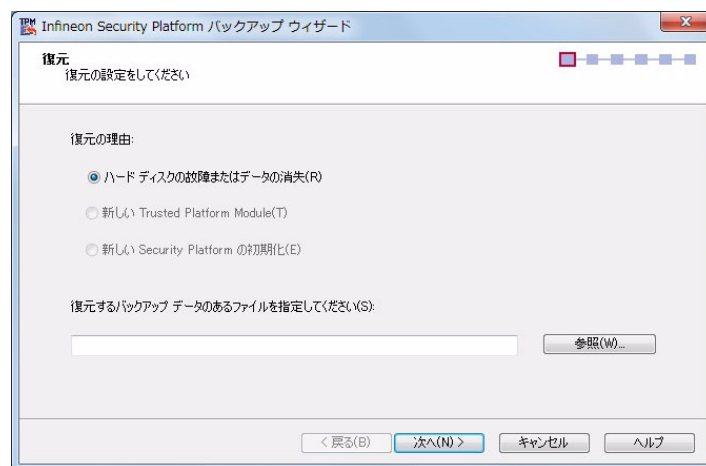 TPM
Infineon Security Platform バックアップ ウィザード
復元
復元の設定をしてください
復元の理由:
ハード ディスクの故障またはデータの消失(R)
新しい Trusted Platform Module(T)
新しい Security Platform の初期化(E)
復元するバックアップ データのあるファイルを指定してください(S):
参照(W)...
< 戻る(B)
次へ(N) >
キャンセル
ヘルプ